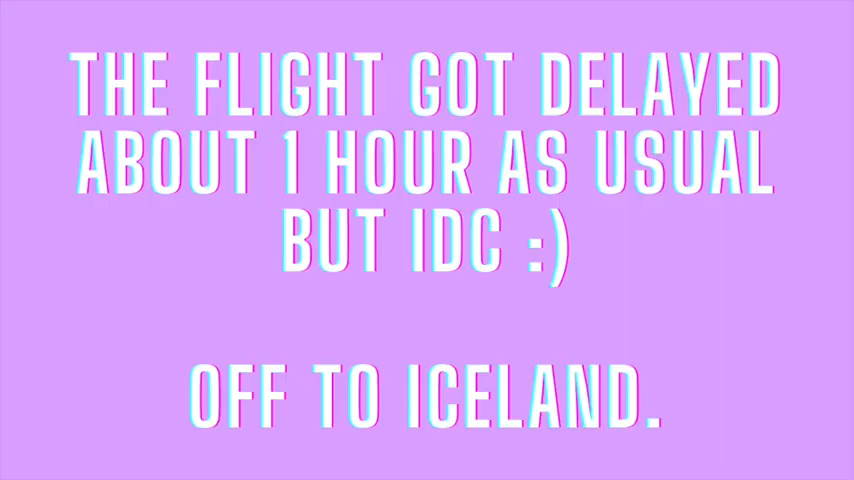 THE FLIGHT GOT DELAYED
ABOUT 1 HOUR AS USUAL
BUT IDC :)
OFF TO ICELAND.